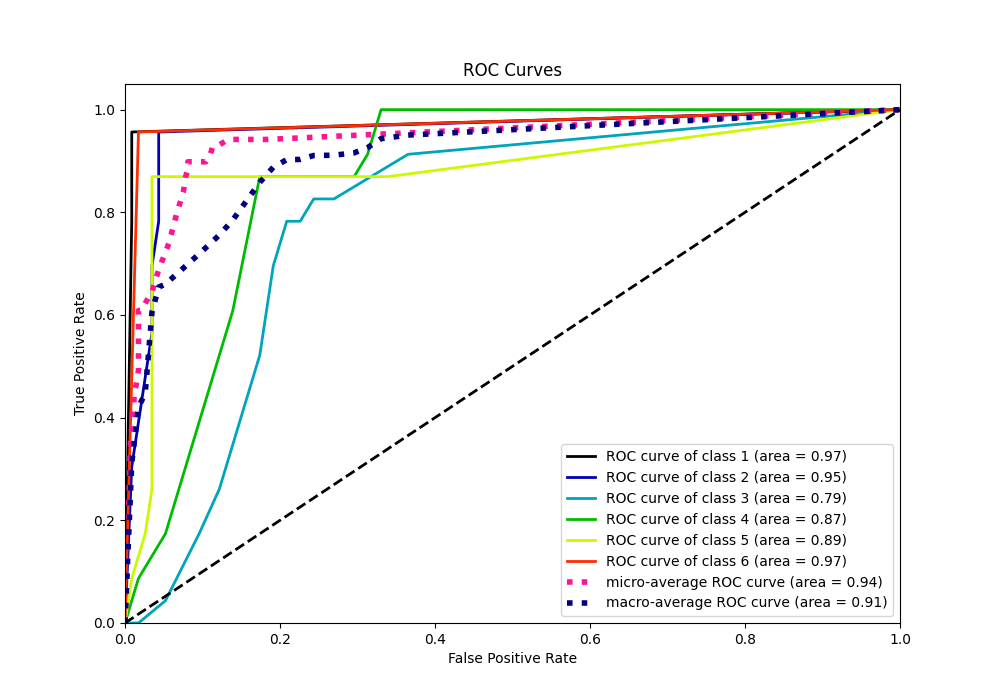 ROC Curves
True Positive Rate
1.0
0.8
0.6
0.4
0.2
0.0
0.0 0.2 0.4 0.6 0.8 1.0
False Positive Rate
ROC curve of class 1 (area = 0.97)
ROC curve of class 2 (area = 0.95)
ROC curve of class 3 (area = 0.79)
ROC curve of class 4 (area = 0.87)
ROC curve of class 5 (area = 0.89)
ROC curve of class 6 (area = 0.97)
micro-average ROC curve (area = 0.94)
macro-average ROC curve (area = 0.91)